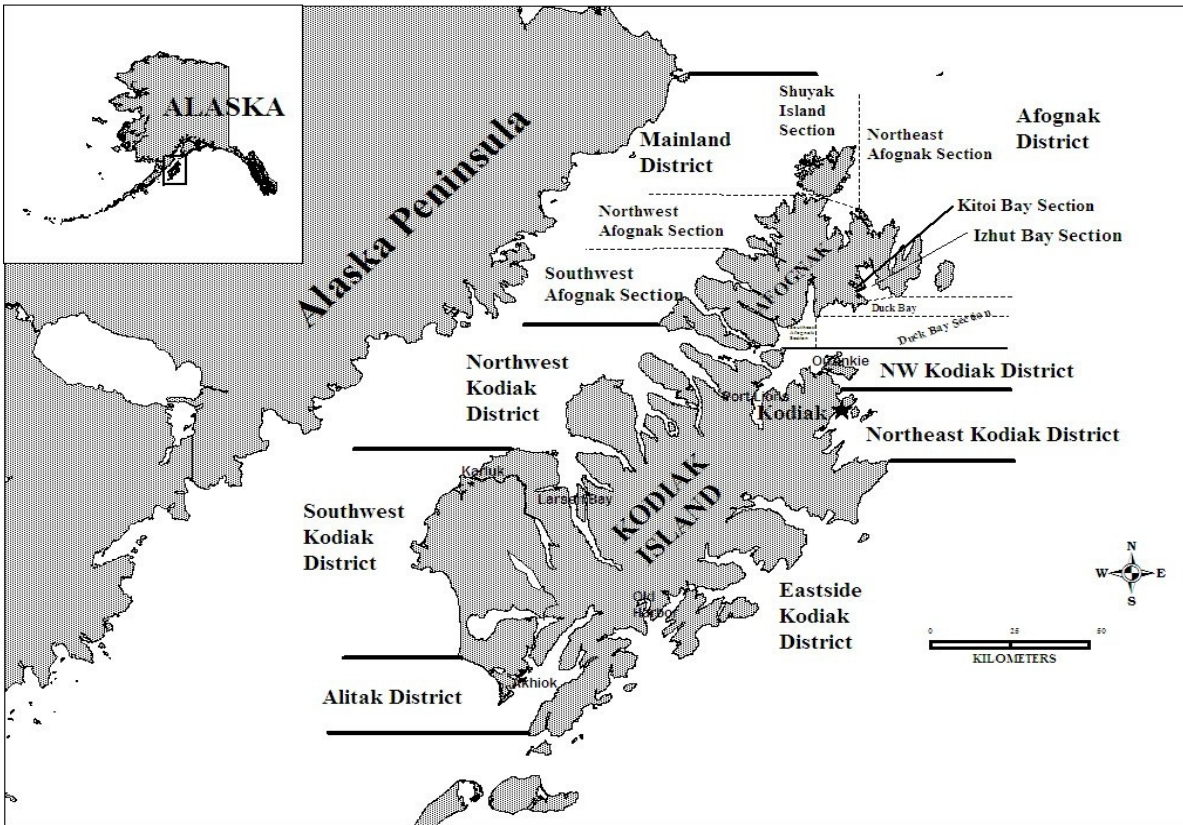 ALASKA
Alaska Peninsula
Mainland
District
Shuyak
Island
Section
Northeast
Afognak Section
Afognak
District
Kitoi Bay Section
Izhut Bay Section
Northwest
Afognak Section
AFOGNAK
Southwest
Afognak Section
Duck Bay
Duck Bay Section
Southeast
Afognak
Section
Ouzinkie
NW Kodiak District
Northwest
Kodiak
District
Port Lions
Kodiak
Northeast Kodiak District
Karluk
Larsen Bay
KODIAK
ISLAND
Southwest
Kodiak
District
Old
Harbor
Eastside
Kodiak
District
N
W
E
S
0
25
50
KILOMETERS
Akhiok
Alitak District